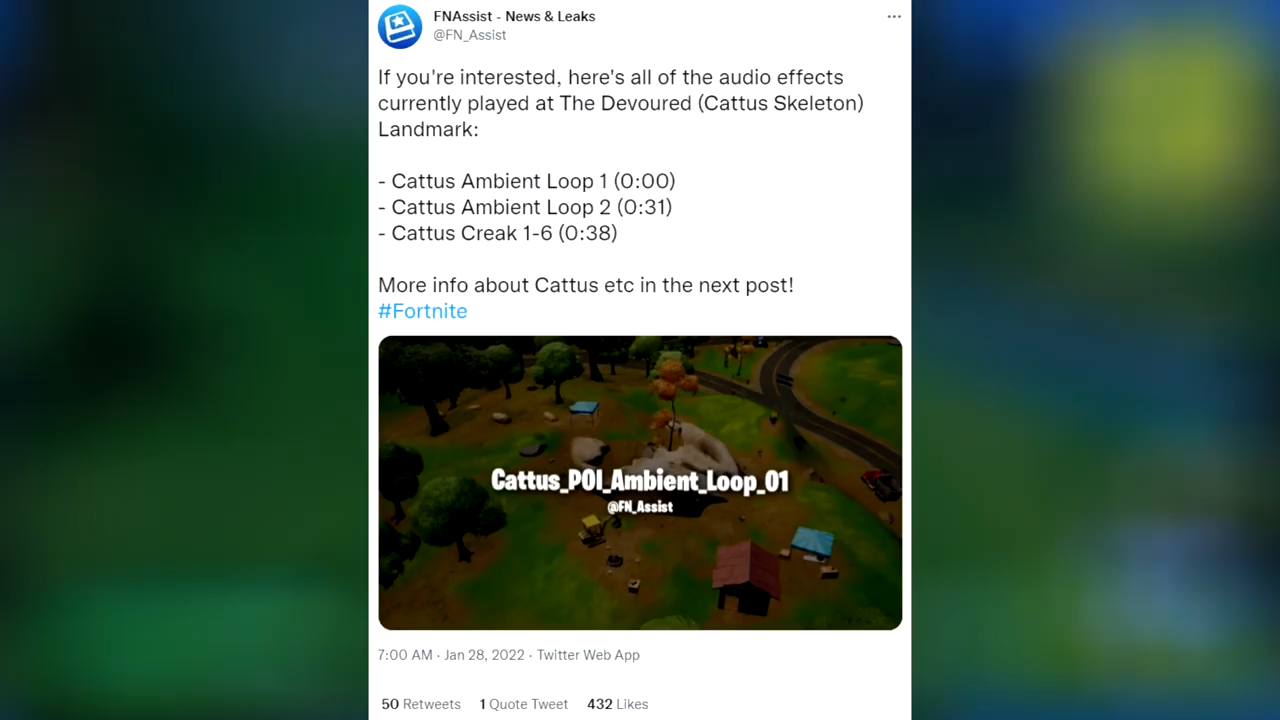 FNAssist - News & Leaks
@FN_Assist
If you're interested, here's all of the audio effects
currently played at The Devoured (Cattus Skeleton)
Landmark:
- Cattus Ambient Loop 1 (0:00)
- Cattus Ambient Loop 2 (0:31)
- Cattus Creak 1-6 (0:38)
More info about Cattus etc in the next post!
#Fortnite
Cattus_POI_Ambient_Loop_01
@FN_Assist
7:00 AM · Jan 28, 2022 · Twitter Web App
50 Retweets 1 Quote Tweet 432 Likes